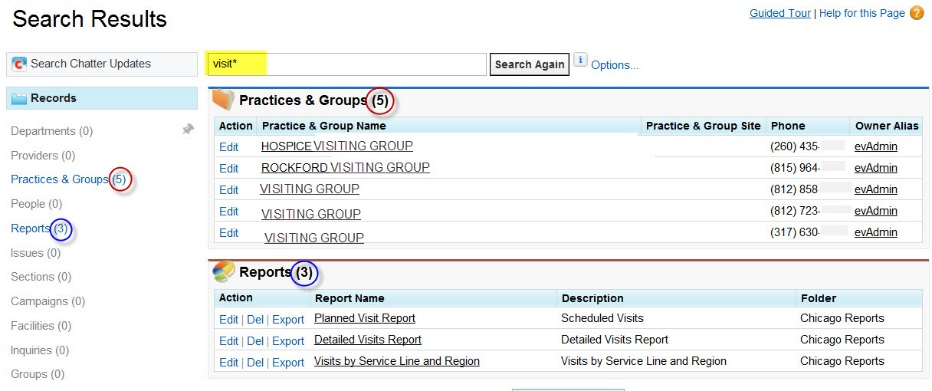 Search Results
Guided Tour | Help for this Page ?
Search Chatter Updates
visit*
Search Again
i
Options...
Records
Departments (0)
Providers (0)
Practices & Groups (5)
People (0)
Reports (3)
Issues (0)
Sections (0)
Campaigns (0)
Facilities (0)
Inquiries (0)
Groups (0)
Practices & Groups (5)
Action Practice & Group Name Practice & Group Site Phone Owner Alias
Edit HOSPICE VISITING GROUP (260) 435- evAdmin
Edit ROCKFORD VISITING GROUP (815) 964- evAdmin
Edit VISITING GROUP (812) 858 evAdmin
Edit VISITING GROUP (812) 723- evAdmin
Edit VISITING GROUP (317) 630- evAdmin
Reports (3)
Action Report Name Description Folder
Edit | Del | Export Planned Visit Report Scheduled Visits Chicago Reports
Edit | Del | Export Detailed Visits Report Detailed Visits Report Chicago Reports
Edit | Del | Export Visits by Service Line and Region Visits by Service Line and Region Chicago Reports